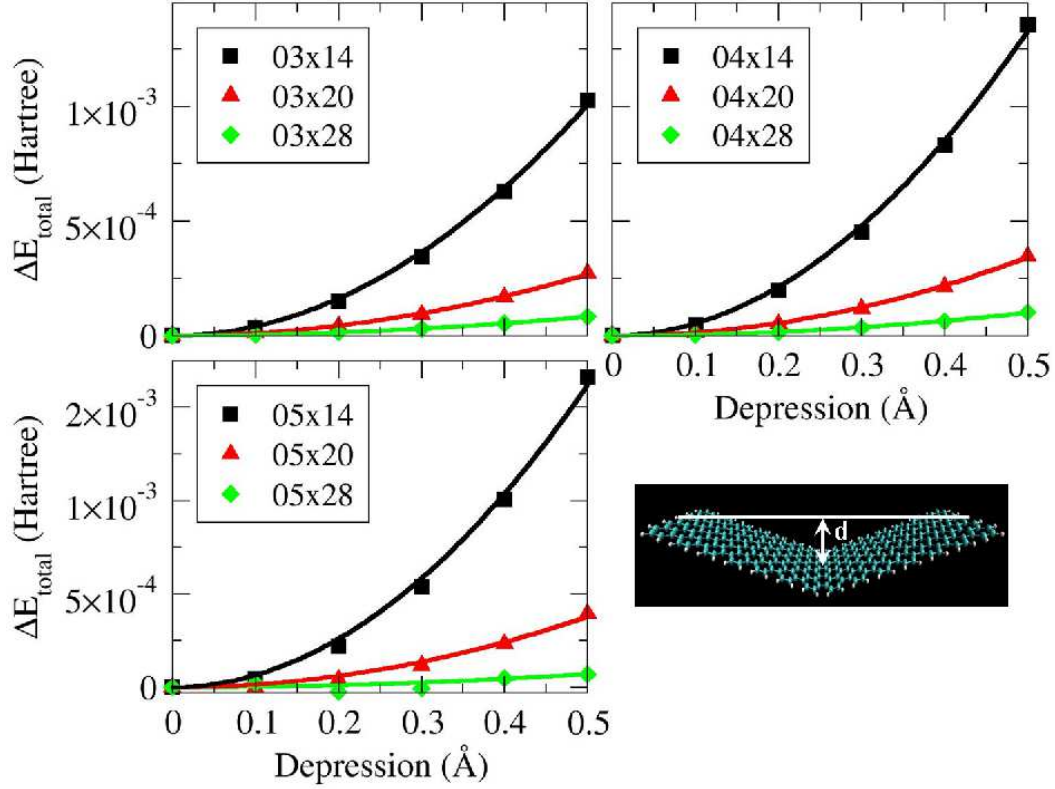 ΔE_total (Hartree)
1×10^-3
5×10^-4
0
03x14
03x20
03x28
04x14
04x20
04x28
0 0.1 0.2 0.3 0.4 0.5
Depression (Å)
ΔE_total (Hartree)
2×10^-3
1×10^-3
5×10^-4
0
05x14
05x20
05x28
0 0.1 0.2 0.3 0.4 0.5
Depression (Å)
d